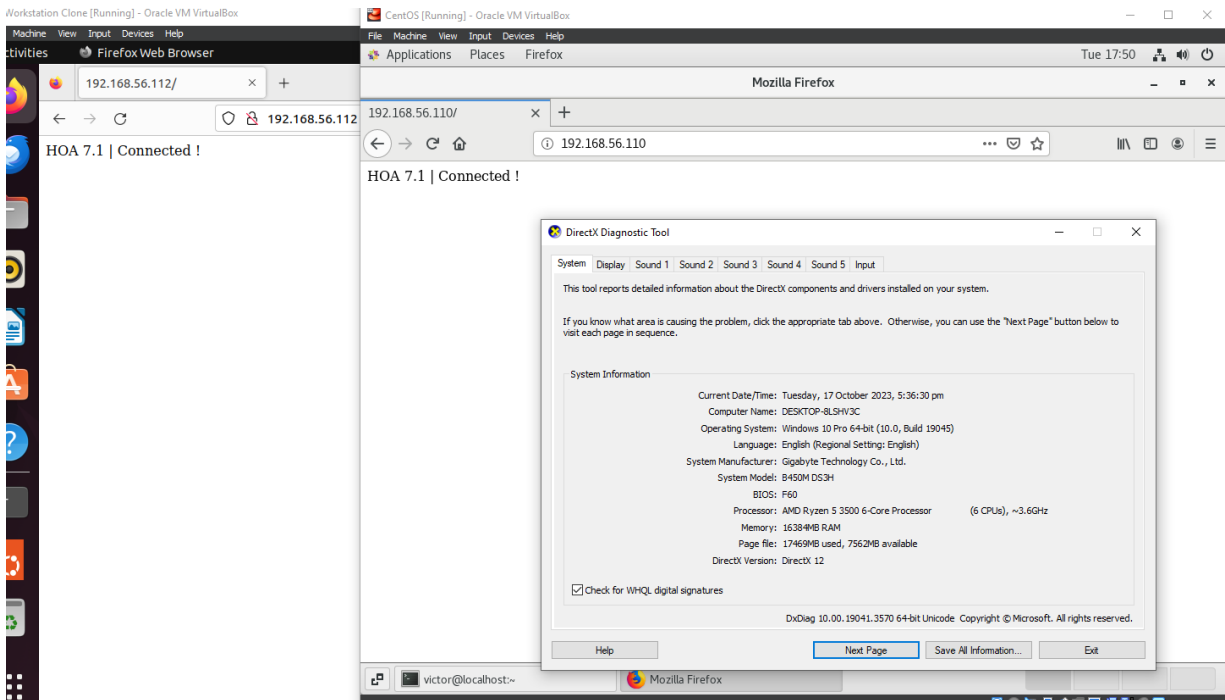 Workstation Clone [Running] - Oracle VM VirtualBox
Machine View Input Devices Help
ctivities Firefox Web Browser
192.168.56.112/
192.168.56.112
HOA 7.1 | Connected !
CentOS [Running] - Oracle VM VirtualBox
File Machine View Input Devices Help
Applications Places Firefox Tue 17:50
Mozilla Firefox
192.168.56.110/
192.168.56.110
HOA 7.1 | Connected !
DirectX Diagnostic Tool
System Display Sound 1 Sound 2 Sound 3 Sound 4 Sound 5 Input
This tool reports detailed information about the DirectX components and drivers installed on your system.
If you know what area is causing the problem, click the appropriate tab above. Otherwise, you can use the "Next Page" button below to
visit each page in sequence.
System Information
Current Date/Time: Tuesday, 17 October 2023, 5:36:30 pm
Computer Name: DESKTOP-8LSHV3C
Operating System: Windows 10 Pro 64-bit (10.0, Build 19045)
Language: English (Regional Setting: English)
System Manufacturer: Gigabyte Technology Co., Ltd.
System Model: B450M DS3H
BIOS: F60
Processor: AMD Ryzen 5 3500 6-Core Processor (6 CPUs), ~3.6GHz
Memory: 16384MB RAM
Page file: 17469MB used, 7562MB available
DirectX Version: DirectX 12
Check for WHQL digital signatures
DxDiag 10.00.19041.3570 64-bit Unicode Copyright © Microsoft. All rights reserved.
Help Next Page Save All Information... Exit
victor@localhost:~ Mozilla Firefox